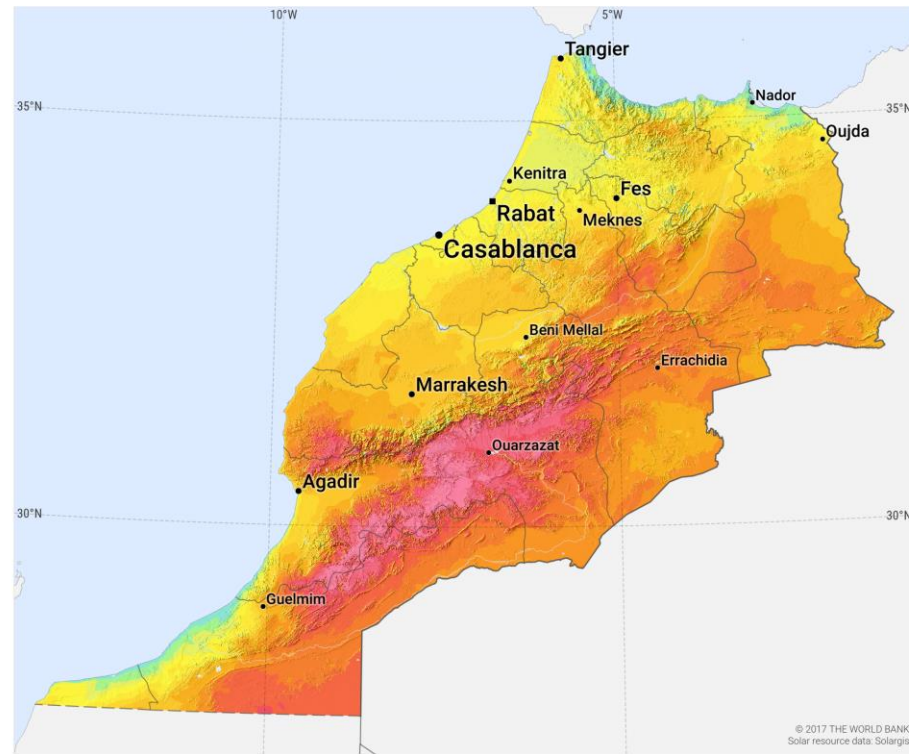 10°W
5°W
Tangier
35°N
Nador
35°N
Oujda
Kenitra
Fes
Rabat
Meknes
Casablanca
Beni Mellal
Errachidia
Marrakesh
Ouarzazat
Agadir
30°N
30°N
Guelmim
© 2017 THE WORLD BANK
Solar resource data: Solargis